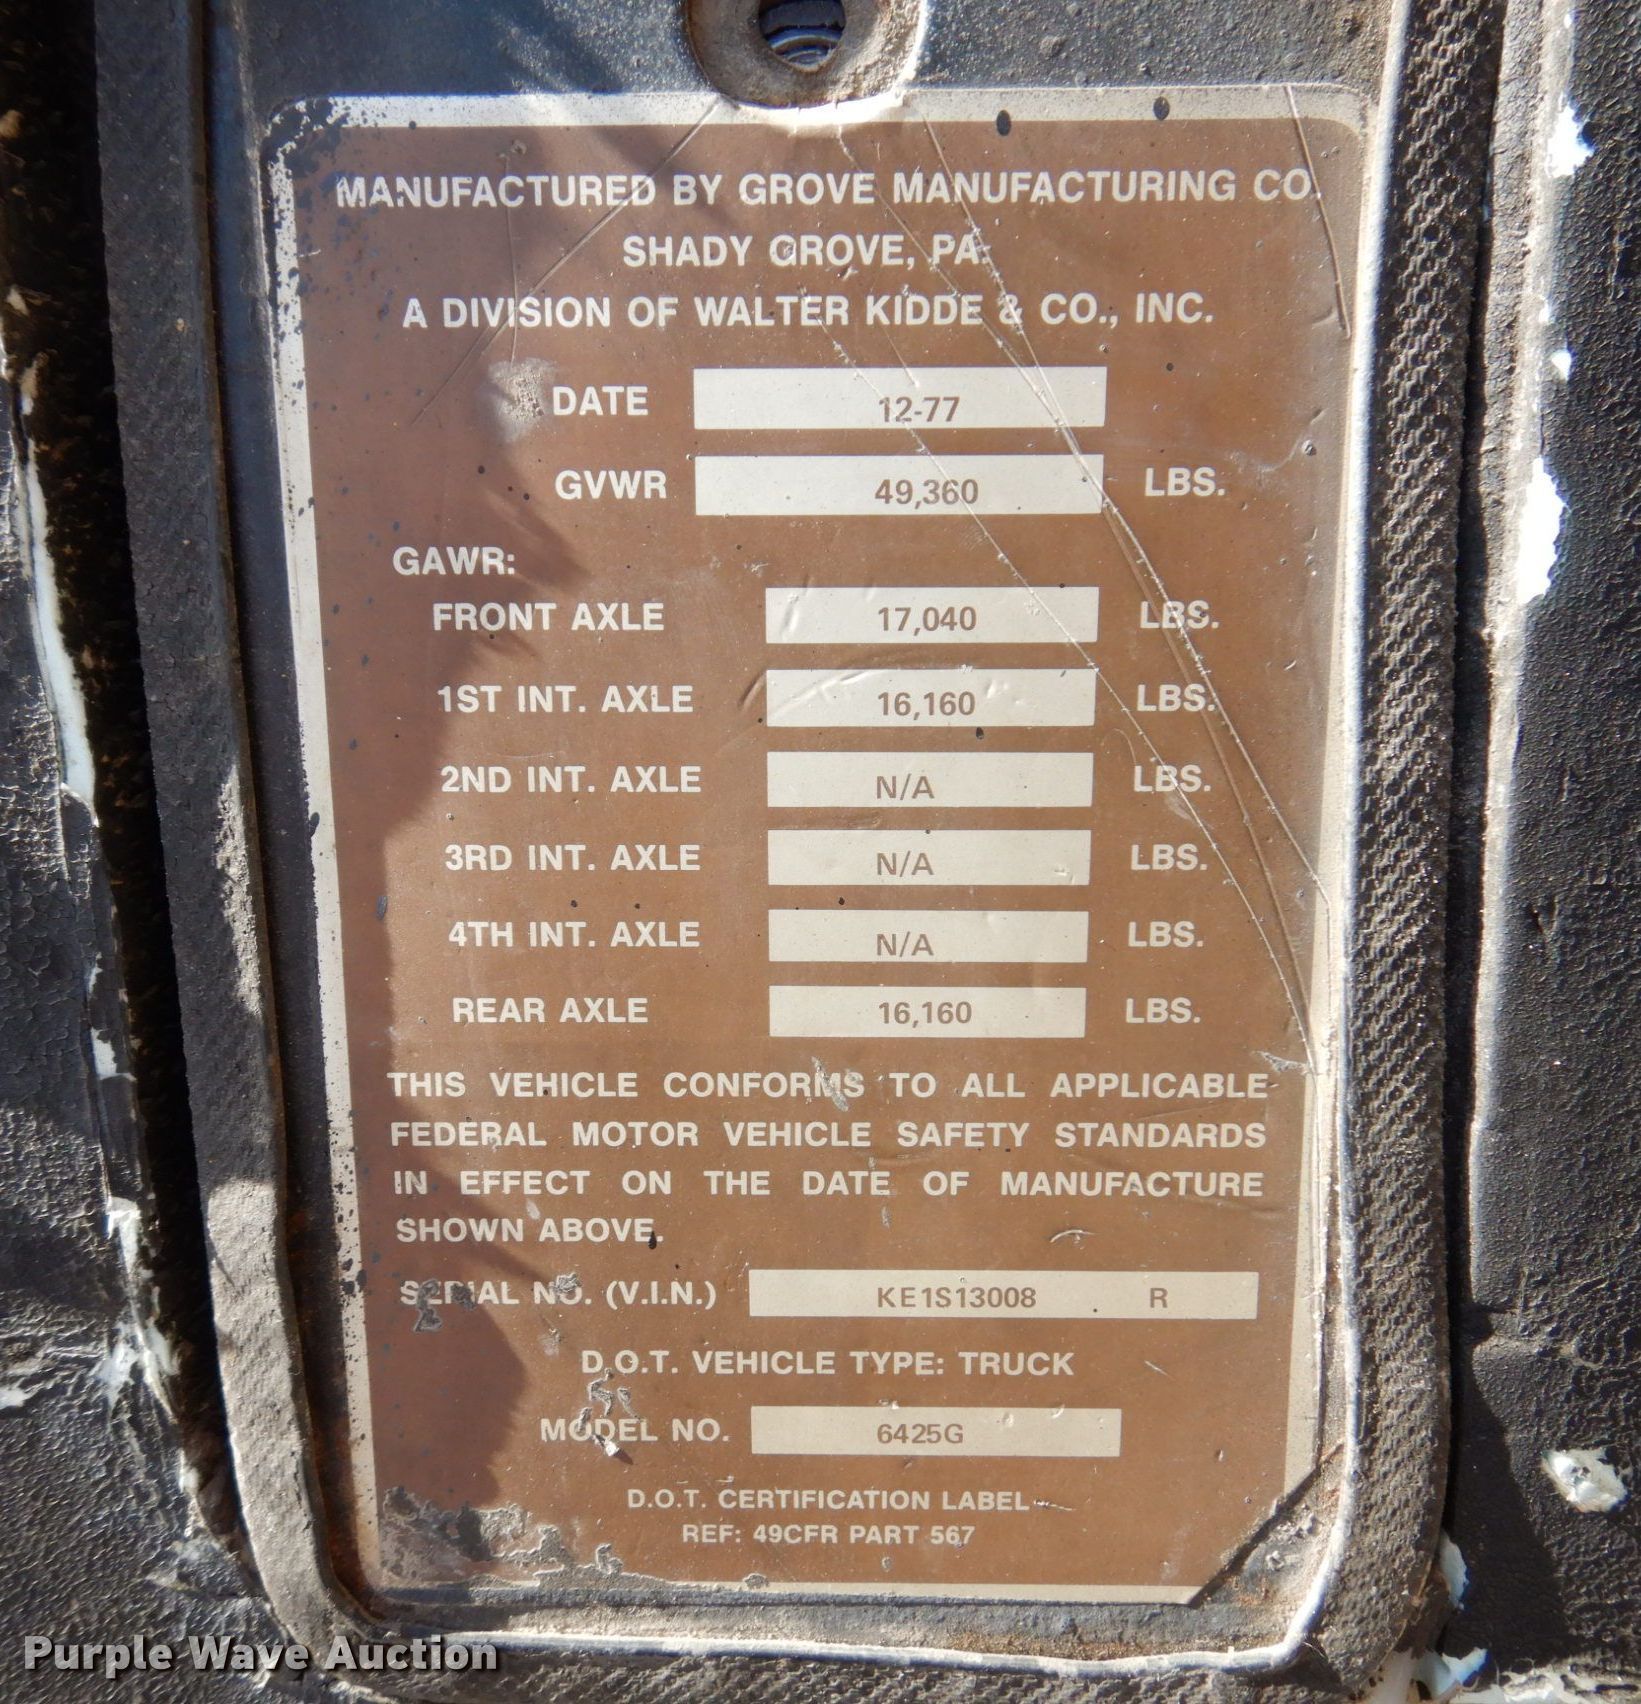 MANUFACTURED BY GROVE MANUFACTURING CO.
SHADY GROVE, PA.
A DIVISION OF WALTER KIDDE & CO., INC.
DATE 12-77
GVWR 49,360 LBS.
GAWR:
FRONT AXLE 17,040 LBS.
1ST INT. AXLE 16,160 LBS.
2ND INT. AXLE N/A LBS.
3RD INT. AXLE N/A LBS.
4TH INT. AXLE N/A LBS.
REAR AXLE 16,160 LBS.
THIS VEHICLE CONFORMS TO ALL APPLICABLE
FEDERAL MOTOR VEHICLE SAFETY STANDARDS
IN EFFECT ON THE DATE OF MANUFACTURE
SHOWN ABOVE.
SERIAL NO. (V.I.N.) KE1S13008 R
D.O.T. VEHICLE TYPE: TRUCK
MODEL NO. 6425G
D.O.T. CERTIFICATION LABEL
REF: 49CFR PART 567
Purple Wave Auction